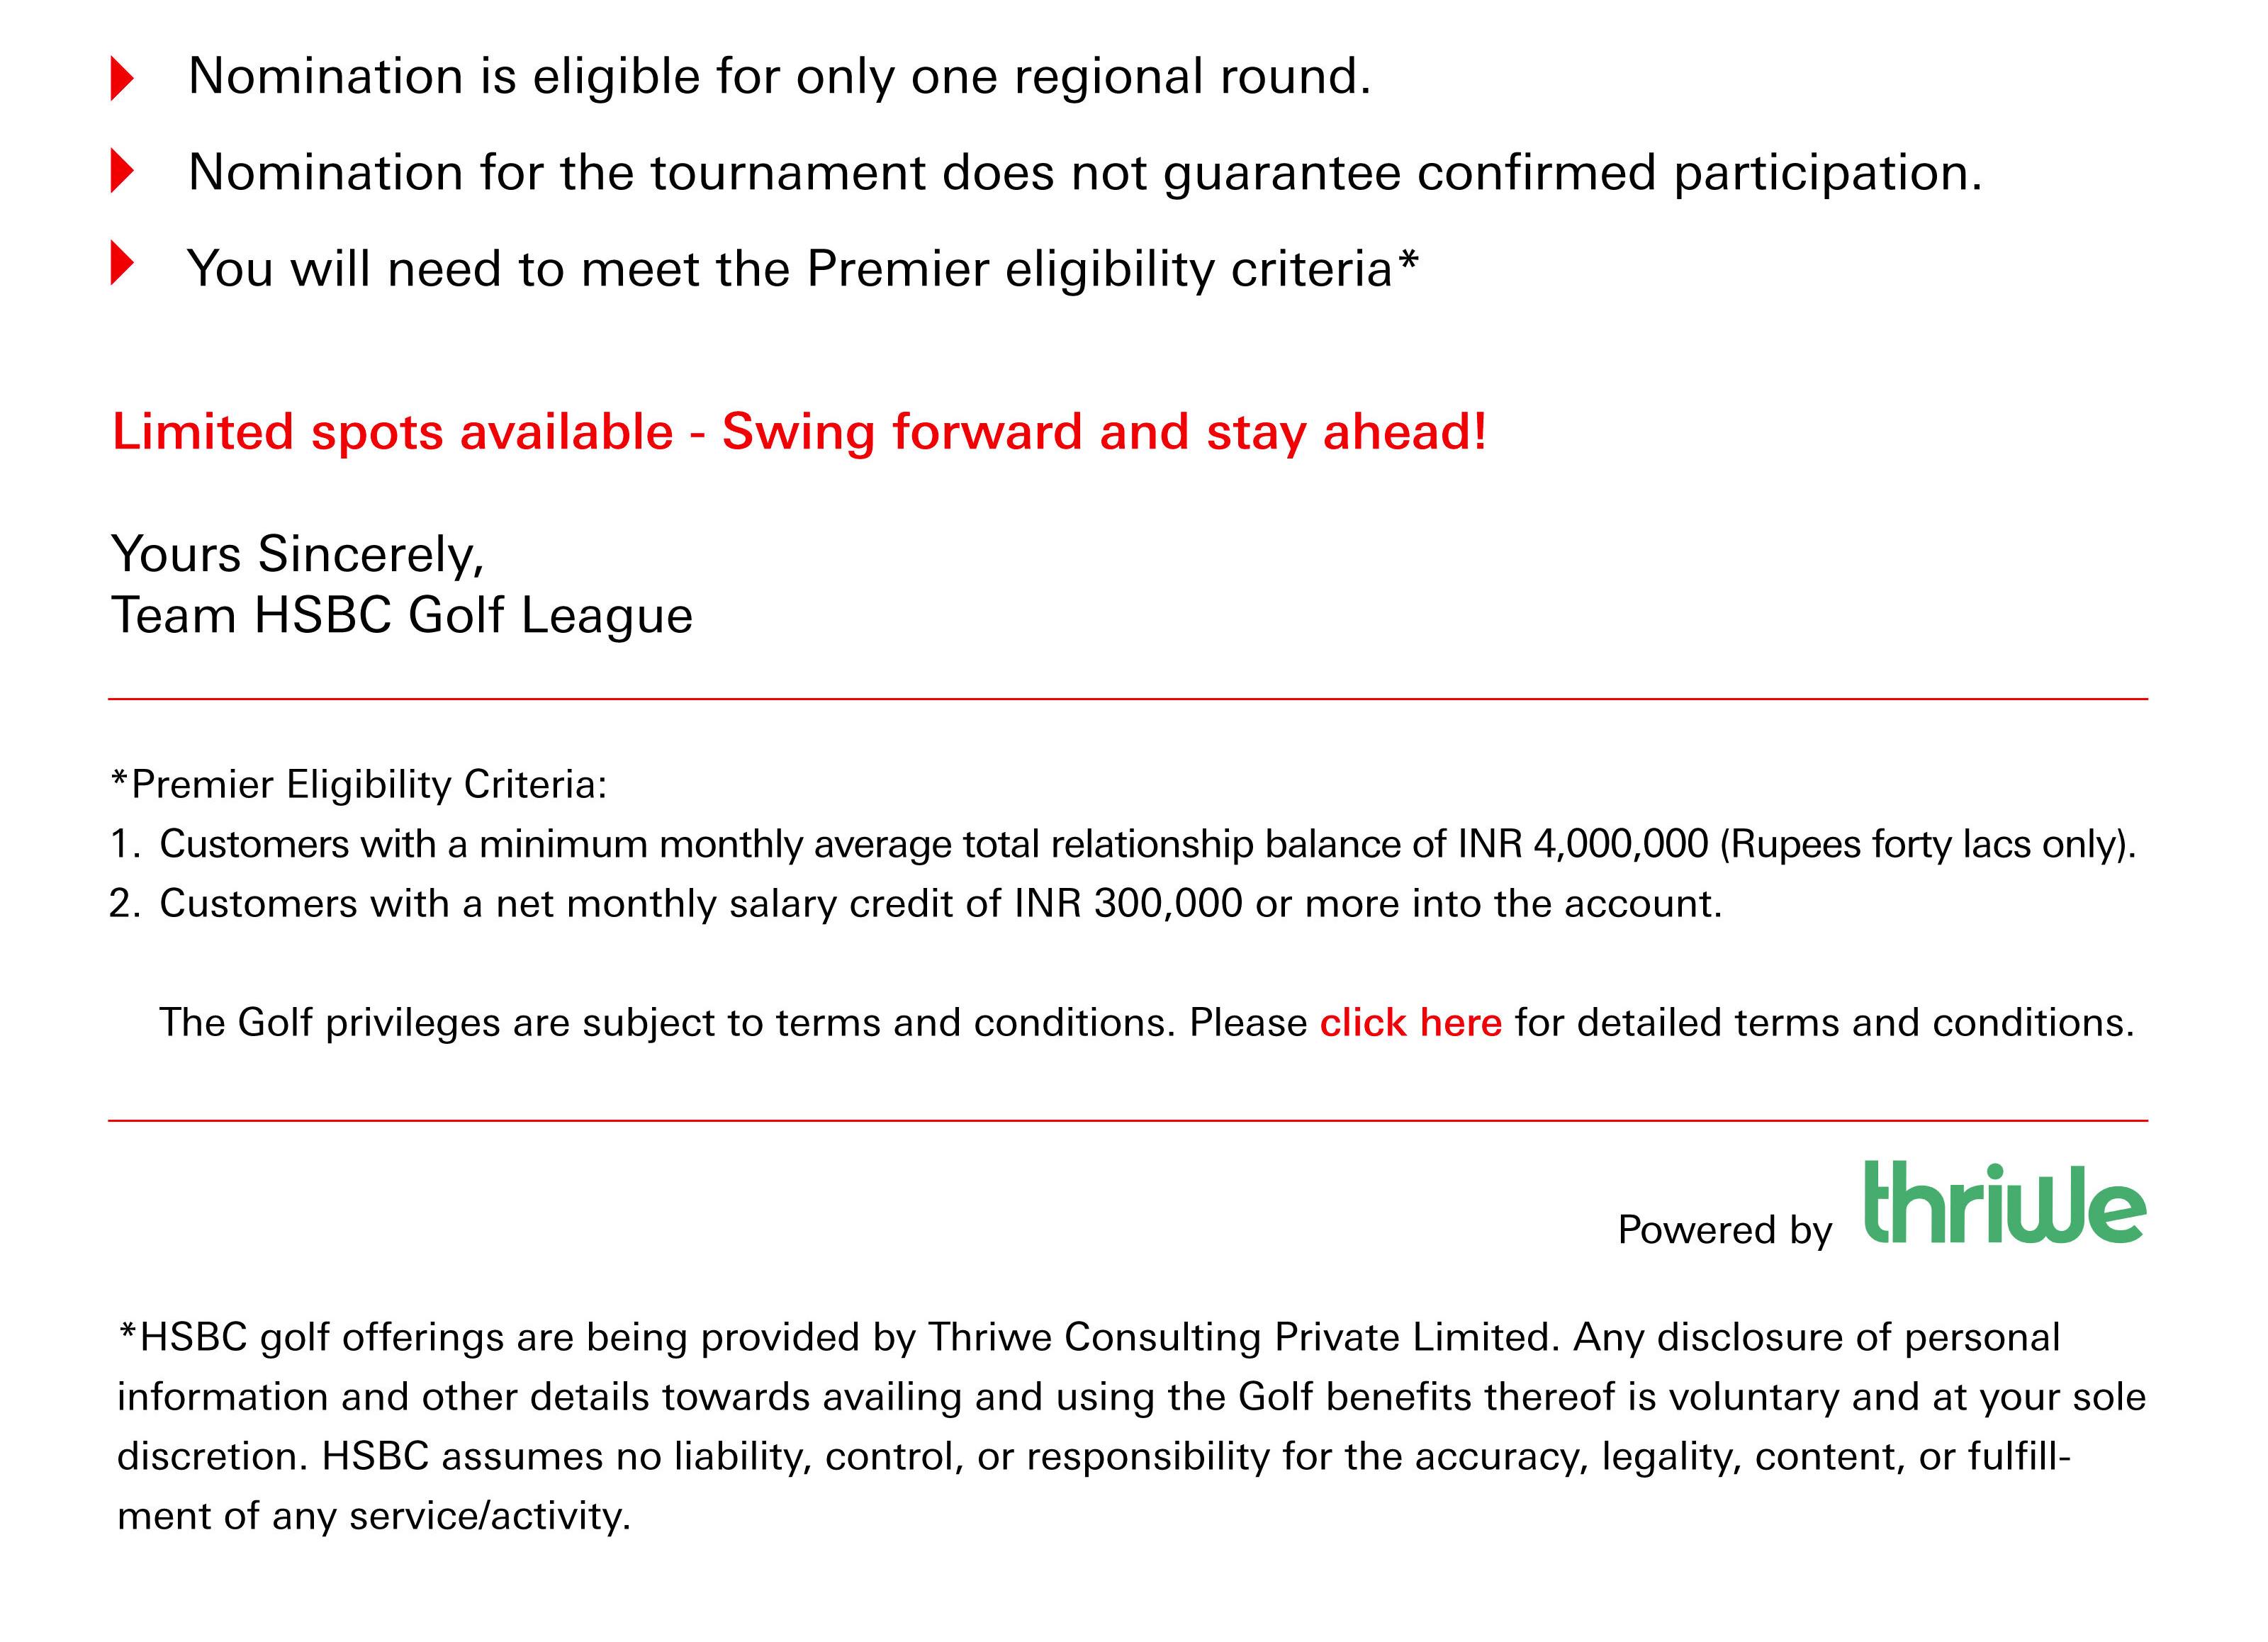 Nomination is eligible for only one regional round.
Nomination for the tournament does not guarantee confirmed participation.
You will need to meet the Premier eligibility criteria*
Limited spots available - Swing forward and stay ahead!
Yours Sincerely,
Team HSBC Golf League
*Premier Eligibility Criteria:
1. Customers with a minimum monthly average total relationship balance of INR 4,000,000 (Rupees forty lacs only).
2. Customers with a net monthly salary credit of INR 300,000 or more into the account.
The Golf privileges are subject to terms and conditions. Please click here for detailed terms and conditions.
Powered by thriwe
*HSBC golf offerings are being provided by Thriwe Consulting Private Limited. Any disclosure of personal
information and other details towards availing and using the Golf benefits thereof is voluntary and at your sole
discretion. HSBC assumes no liability, control, or responsibility for the accuracy, legality, content, or fulfill-
ment of any service/activity.